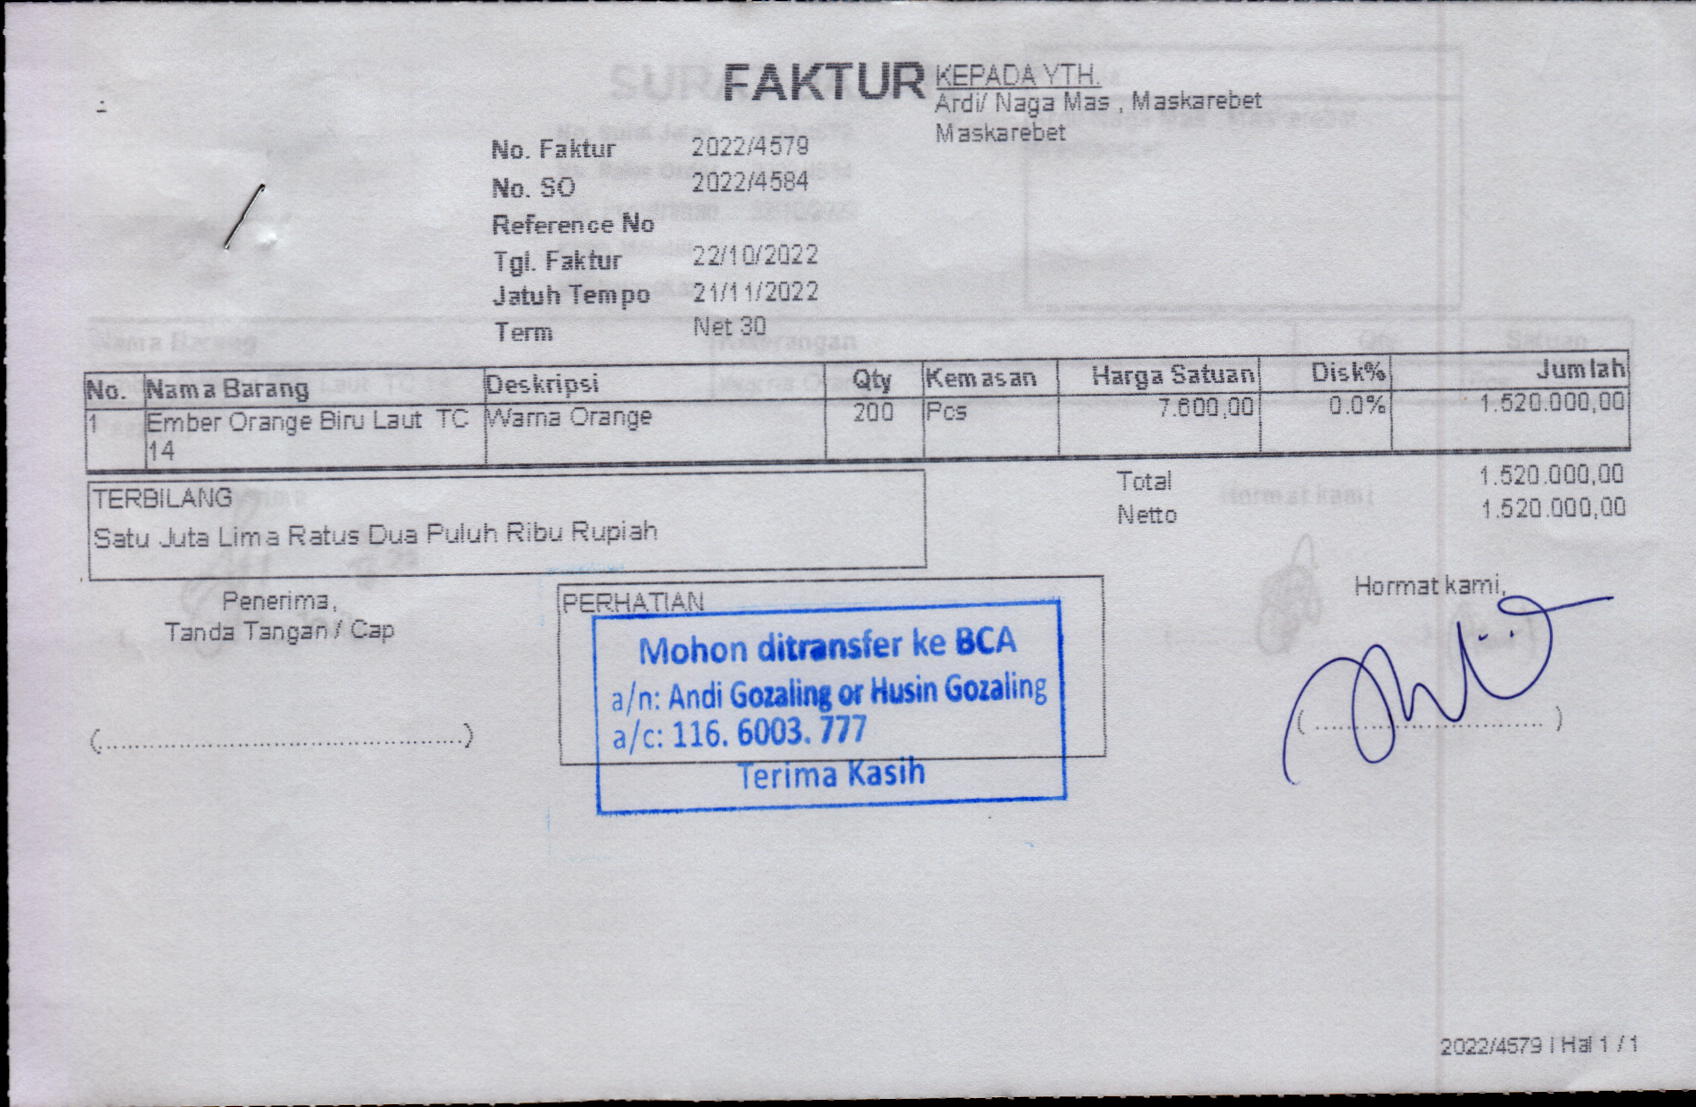 FAKTUR
KEPADA YTH.
Ardi/ Naga Mas , Maskarebet
Maskarebet
No. Faktur 2022/4579
No. SO 2022/4584
Reference No
Tgl. Faktur 22/10/2022
Jatuh Tempo 21/11/2022
Term Net 30
No. Nama Barang Deskripsi Qty Kemasan Harga Satuan Disk% Jumlah
1 Ember Orange Biru Laut TC Warna Orange 200 Pcs 7.600,00 0.0% 1.520.000,00
14
Total 1.520.000,00
Netto 1.520.000,00
TERBILANG
Satu Juta Lima Ratus Dua Puluh Ribu Rupiah
Penerima,
Tanda Tangan / Cap
(...............................................)
PERHATIAN
Mohon ditransfer ke BCA
a/n: Andi Gozaling or Husin Gozaling
a/c: 116. 6003. 777
Terima Kasih
Hormat kami,
(..............................)
2022/4579 | Hal 1 / 1